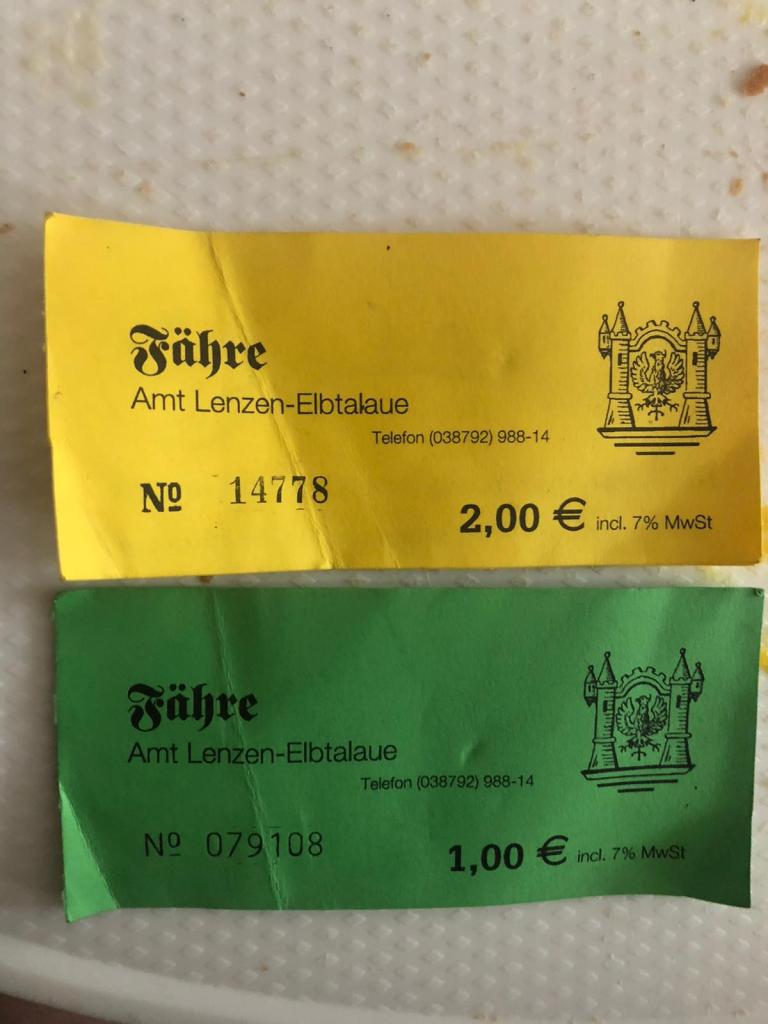 Fähre
Amt Lenzen-Elbtalaue
Telefon (038792) 988-14
Nº 14778
2,00 € incl. 7% MwSt
Fähre
Amt Lenzen-Elbtalaue
Telefon (038792) 988-14
Nº 079108
1,00 € incl. 7% MwSt